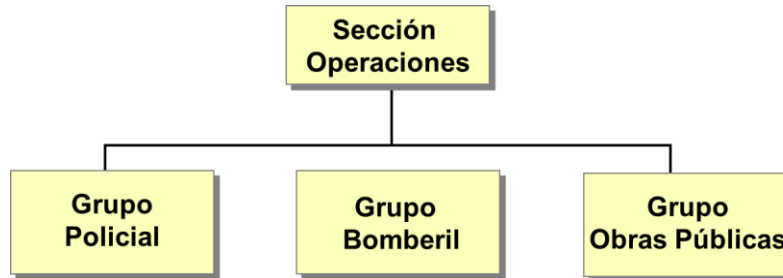 Sección
Operaciones
Grupo
Policial
Grupo
Bomberil
Grupo
Obras Públicas